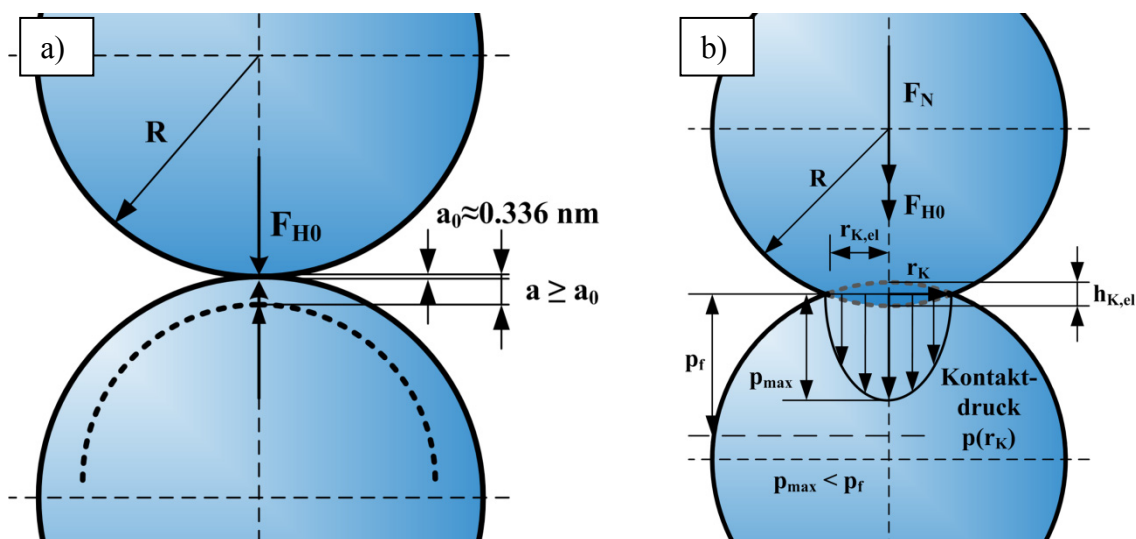 a)
R
F_H0
a₀≈0.336 nm
a ≥ a₀
b)
F_N
R
F_H0
r_K,el
r_K
h_K,el
p_f
p_max
Kontakt-
druck
p(r_K)
p_max < p_f